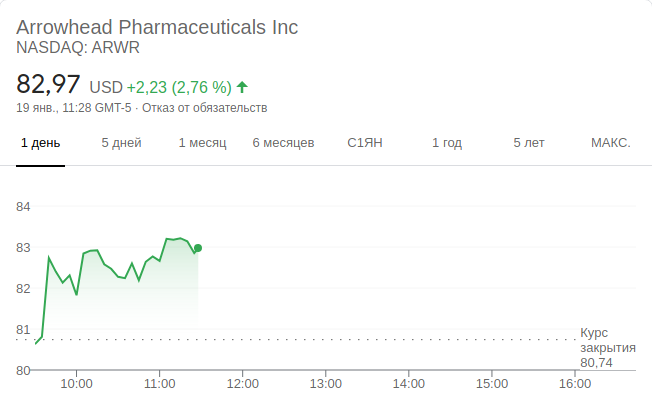 Arrowhead Pharmaceuticals Inc
NASDAQ: ARWR
82,97 USD +2,23 (2,76 %)
19 янв., 11:28 GMT-5 · Отказ от обязательств
1 день 5 дней 1 месяц 6 месяцев С1ЯН 1 год 5 лет МАКС.
84
83
82
81
80
Курс
закрытия
80,74
10:00 11:00 12:00 13:00 14:00 15:00 16:00